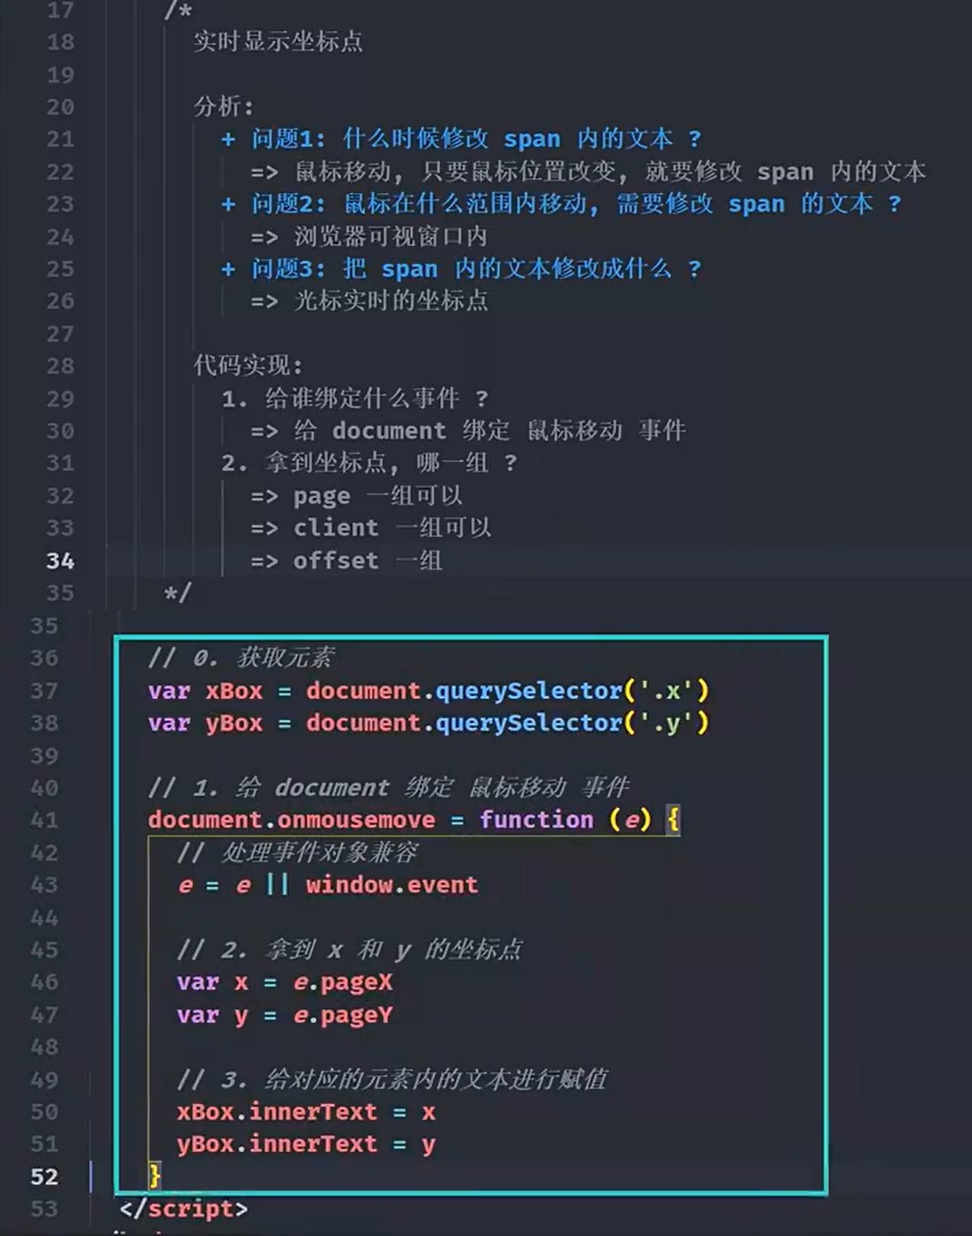 17 /*
18 实时显示坐标点
19
20 分析:
21 + 问题1: 什么时候修改 span 内的文本 ?
22 => 鼠标移动, 只要鼠标位置改变, 就要修改 span 内的文本
23 + 问题2: 鼠标在什么范围内移动, 需要修改 span 的文本 ?
24 => 浏览器可视窗口内
25 + 问题3: 把 span 内的文本修改成什么 ?
26 => 光标实时的坐标点
27
28 代码实现:
29 1. 给谁绑定什么事件 ?
30 => 给 document 绑定 鼠标移动 事件
31 2. 拿到坐标点, 哪一组 ?
32 => page 一组可以
33 => client 一组可以
34 => offset 一组
35 */
35
36 // 0. 获取元素
37 var xBox = document.querySelector('.x')
38 var yBox = document.querySelector('.y')
39
40 // 1. 给 document 绑定 鼠标移动 事件
41 document.onmousemove = function (e) {
42 // 处理事件对象兼容
43 e = e || window.event
44
45 // 2. 拿到 x 和 y 的坐标点
46 var x = e.pageX
47 var y = e.pageY
48
49 // 3. 给对应的元素内的文本进行赋值
50 xBox.innerText = x
51 yBox.innerText = y
52 }
53 </script>